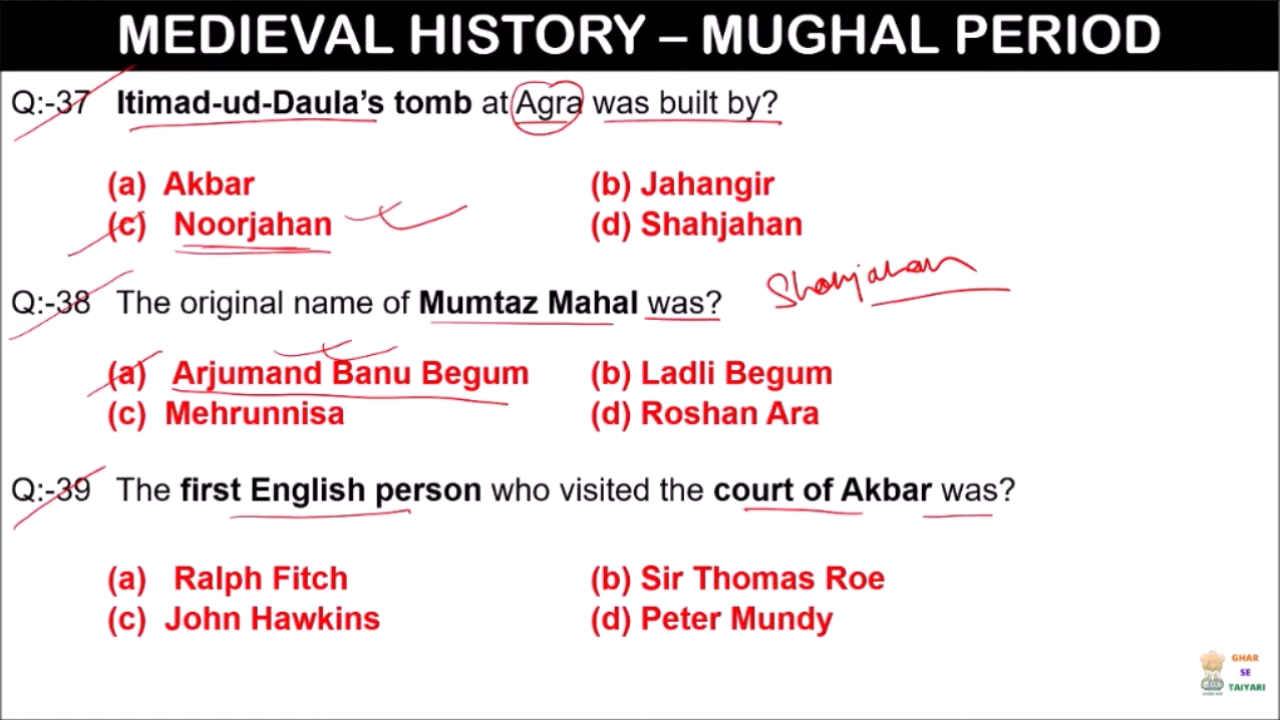 MEDIEVAL HISTORY – MUGHAL PERIOD
Q:-37 Itimad-ud-Daula’s tomb at Agra was built by?
(a) Akbar (b) Jahangir
(c) Noorjahan (d) Shahjahan
Shahjahan
Q:-38 The original name of Mumtaz Mahal was?
(a) Arjumand Banu Begum (b) Ladli Begum
(c) Mehrunnisa (d) Roshan Ara
Q:-39 The first English person who visited the court of Akbar was?
(a) Ralph Fitch (b) Sir Thomas Roe
(c) John Hawkins (d) Peter Mundy
GHAR
SE
TAIYARI